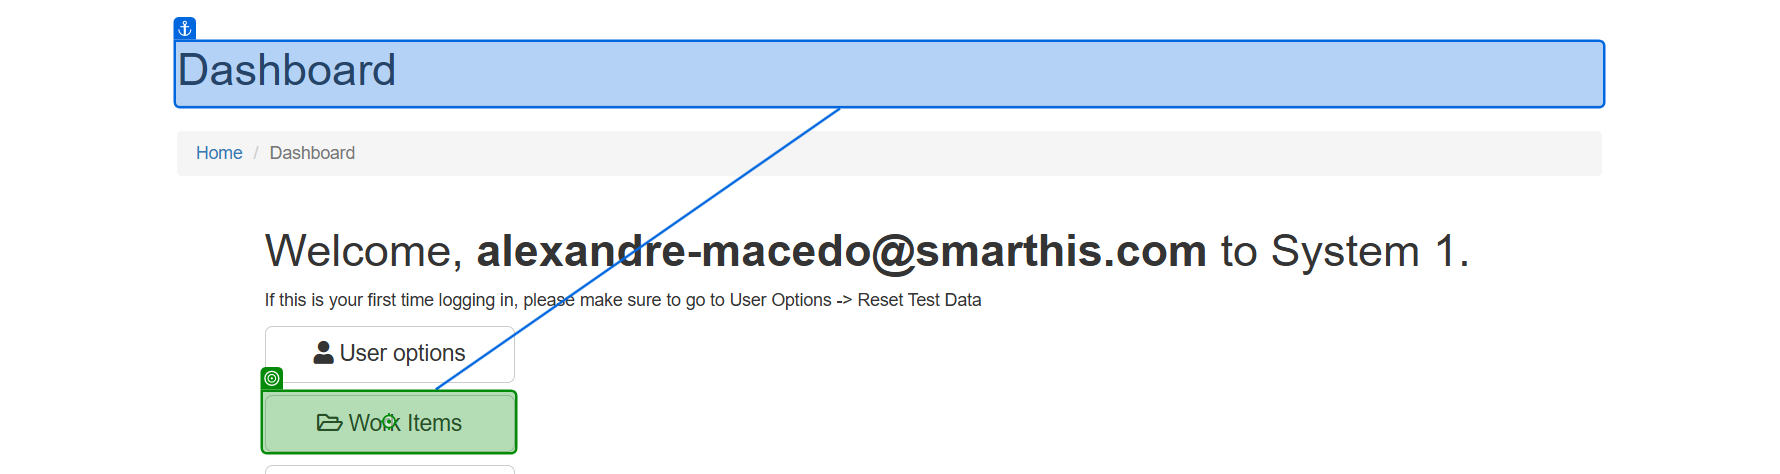 Dashboard
Home / Dashboard
Welcome, alexandre-macedo@smarthis.com to System 1.
If this is your first time logging in, please make sure to go to User Options -> Reset Test Data
User options
Work Items